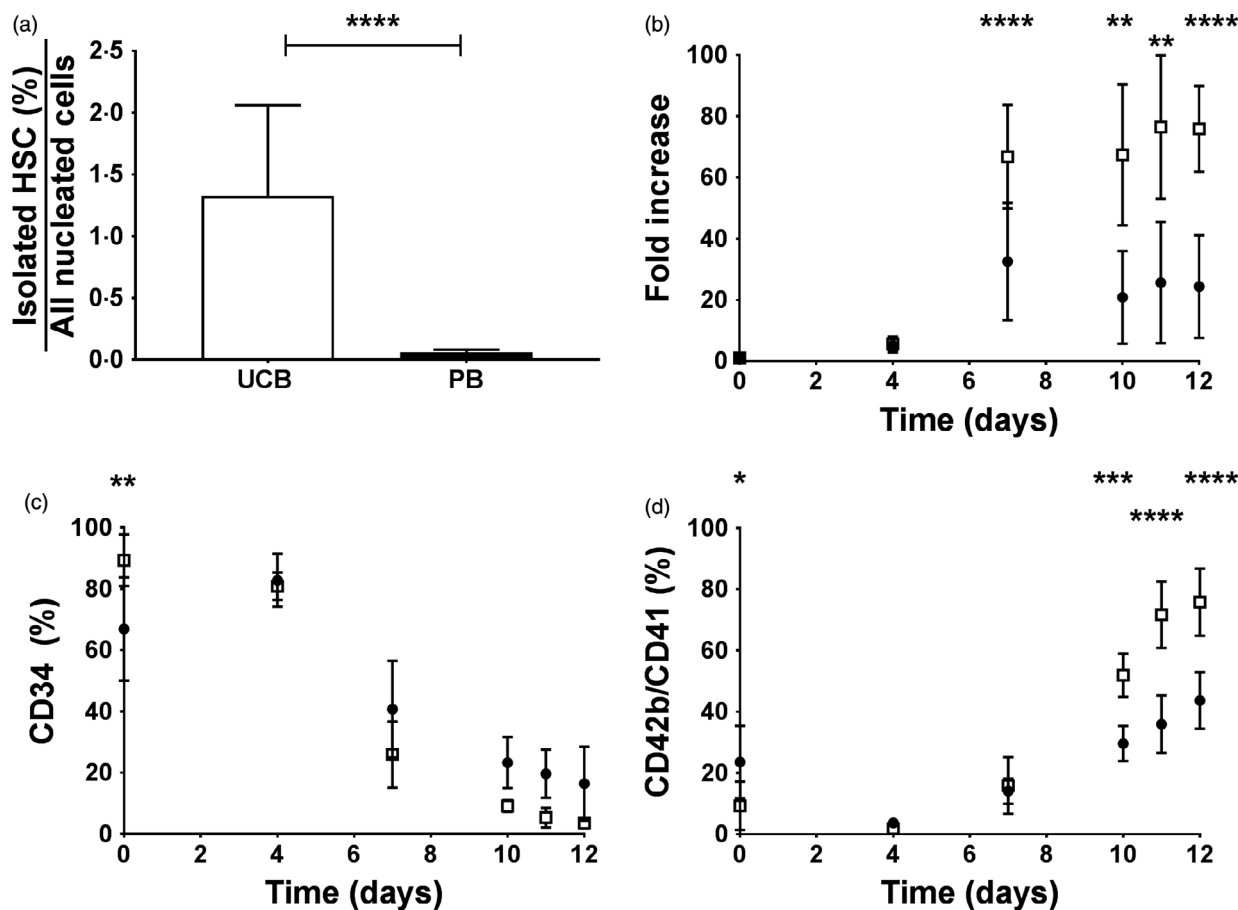 (a)
****
Isolated HSC (%)
All nucleated cells
2·5
2·0
1·5
1·0
0·5
0·0
UCB PB
(b)
**** ** ****
**
Fold increase
100
80
60
40
20
0
0 2 4 6 8 10 12
Time (days)
(c)
**
CD34 (%)
100
80
60
40
20
0
0 2 4 6 8 10 12
Time (days)
(d)
* *** ****
****
CD42b/CD41 (%)
100
80
60
40
20
0
0 2 4 6 8 10 12
Time (days)